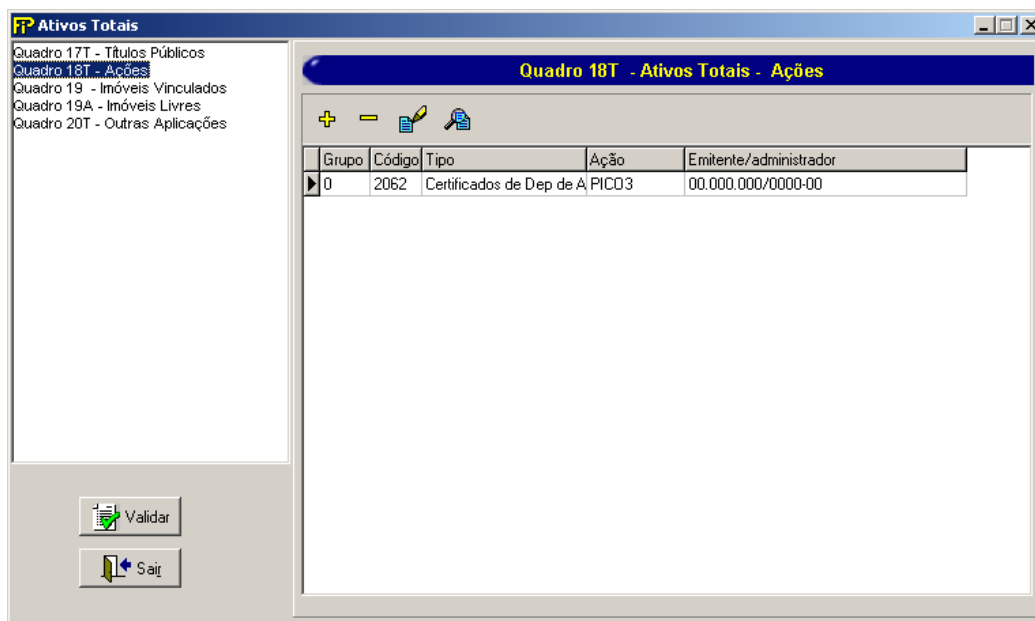 FiP Ativos Totais
Quadro 17T - Títulos Públicos
Quadro 18T - Ações
Quadro 19 - Imóveis Vinculados
Quadro 19A - Imóveis Livres
Quadro 20T - Outras Aplicações
Quadro 18T - Ativos Totais - Ações
Grupo Código Tipo Ação Emitente/administrador
0 2062 Certificados de Dep de A PICO3 00.000.000/0000-00
Validar
Sair